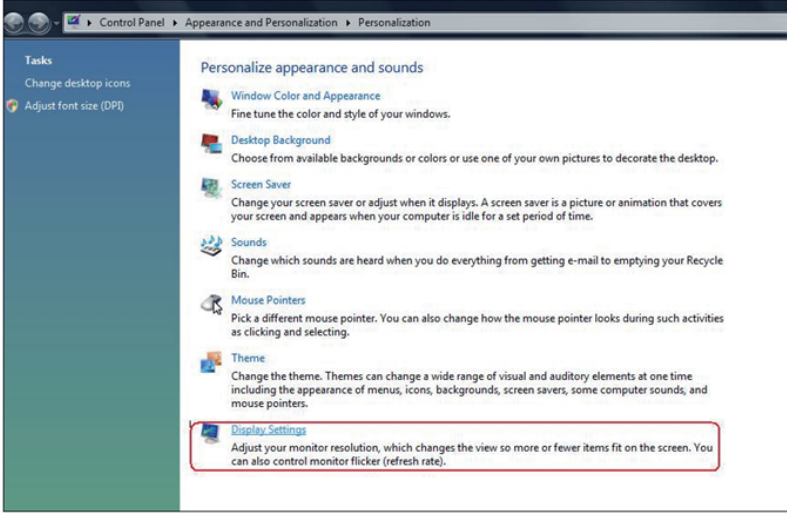 Control Panel ▸ Appearance and Personalization ▸ Personalization
Tasks
Change desktop icons
Adjust font size (DPI)
Personalize appearance and sounds
Window Color and Appearance
Fine tune the color and style of your windows.
Desktop Background
Choose from available backgrounds or colors or use one of your own pictures to decorate the desktop.
Screen Saver
Change your screen saver or adjust when it displays. A screen saver is a picture or animation that covers
your screen and appears when your computer is idle for a set period of time.
Sounds
Change which sounds are heard when you do everything from getting e-mail to emptying your Recycle
Bin.
Mouse Pointers
Pick a different mouse pointer. You can also change how the mouse pointer looks during such activities
as clicking and selecting.
Theme
Change the theme. Themes can change a wide range of visual and auditory elements at one time
including the appearance of menus, icons, backgrounds, screen savers, some computer sounds, and
mouse pointers.
Display Settings
Adjust your monitor resolution, which changes the view so more or fewer items fit on the screen. You
can also control monitor flicker (refresh rate).